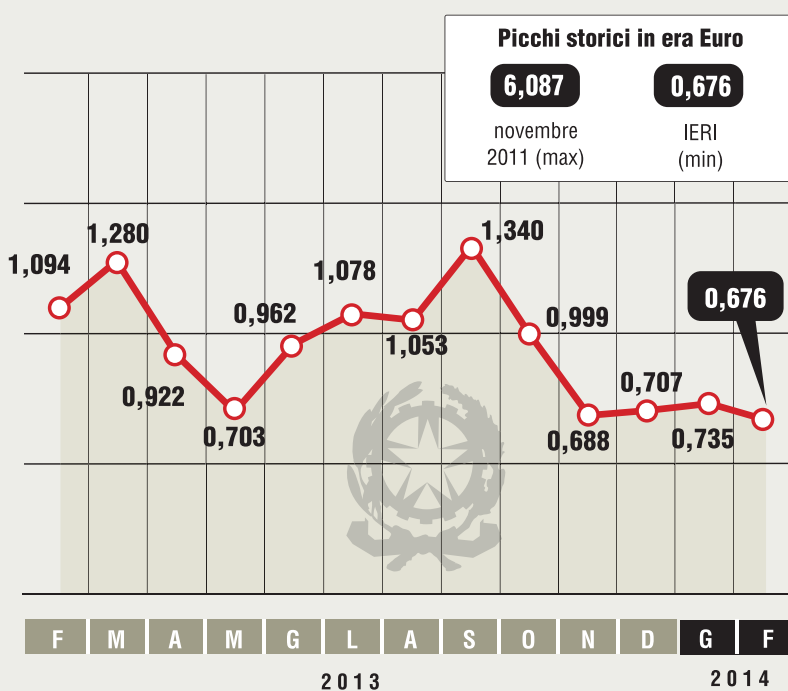 Picchi storici in era Euro
6,087
novembre
2011 (max)
0,676
IERI
(min)
1,094
1,280
0,922
0,703
0,962
1,078
1,053
1,340
0,999
0,688
0,707
0,735
0,676
F M A M G L A S O N D G F
2013
2014